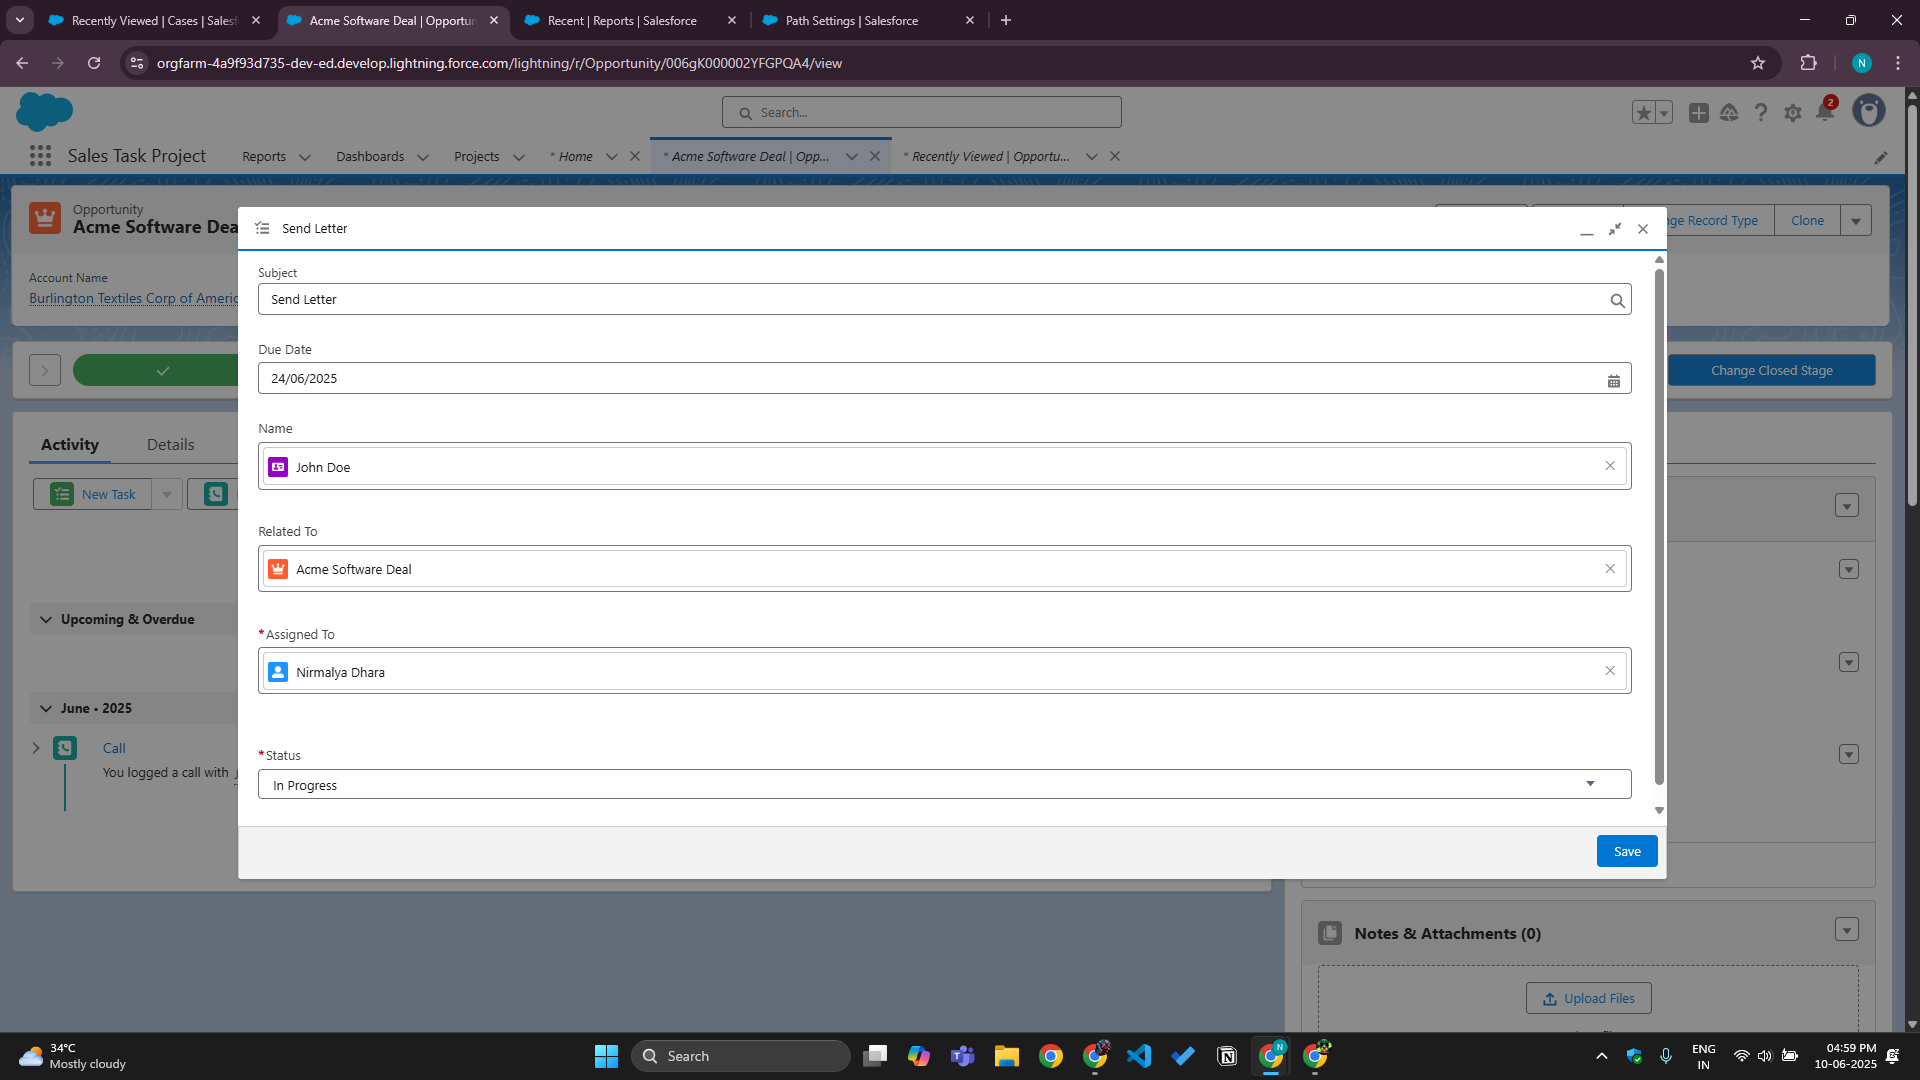 Recently Viewed | Cases | Salesf
Acme Software Deal | Opportun
Recent | Reports | Salesforce
Path Settings | Salesforce
orgfarm-4a9f93d735-dev-ed.develop.lightning.force.com/lightning/r/Opportunity/006gK000002YFGPQA4/view
N
Search...
2
Sales Task Project
Reports
Dashboards
Projects
* Home
* Acme Software Deal | Opp...
* Recently Viewed | Opportu...
Opportunity
Acme Software Dea
ge Record Type
Clone
Account Name
Burlington Textiles Corp of Americ
Change Closed Stage
Activity
Details
New Task
Upcoming & Overdue
June • 2025
Call
You logged a call with
Send Letter
Subject
Send Letter
Due Date
24/06/2025
Name
John Doe
Related To
Acme Software Deal
*Assigned To
Nirmalya Dhara
*Status
In Progress
Save
Notes & Attachments (0)
Upload Files
34°C
Mostly cloudy
Search
N
ENG
IN
04:59 PM
10-06-2025